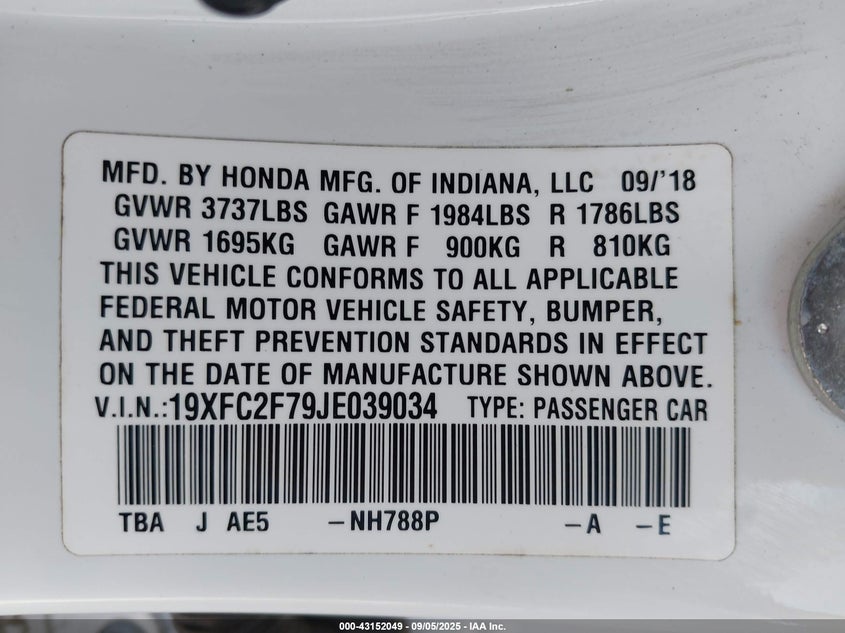 MFD. BY HONDA MFG. OF INDIANA, LLC 09/'18
GVWR 3737LBS GAWR F 1984LBS R 1786LBS
GVWR 1695KG GAWR F 900KG R 810KG
THIS VEHICLE CONFORMS TO ALL APPLICABLE
FEDERAL MOTOR VEHICLE SAFETY, BUMPER,
AND THEFT PREVENTION STANDARDS IN EFFECT
ON THE DATE OF MANUFACTURE SHOWN ABOVE.
V.I.N.:19XFC2F79JE039034 TYPE: PASSENGER CAR
TBA J AE5 -NH788P -A -E
000-43152049 - 09/05/2025 - IAA Inc.